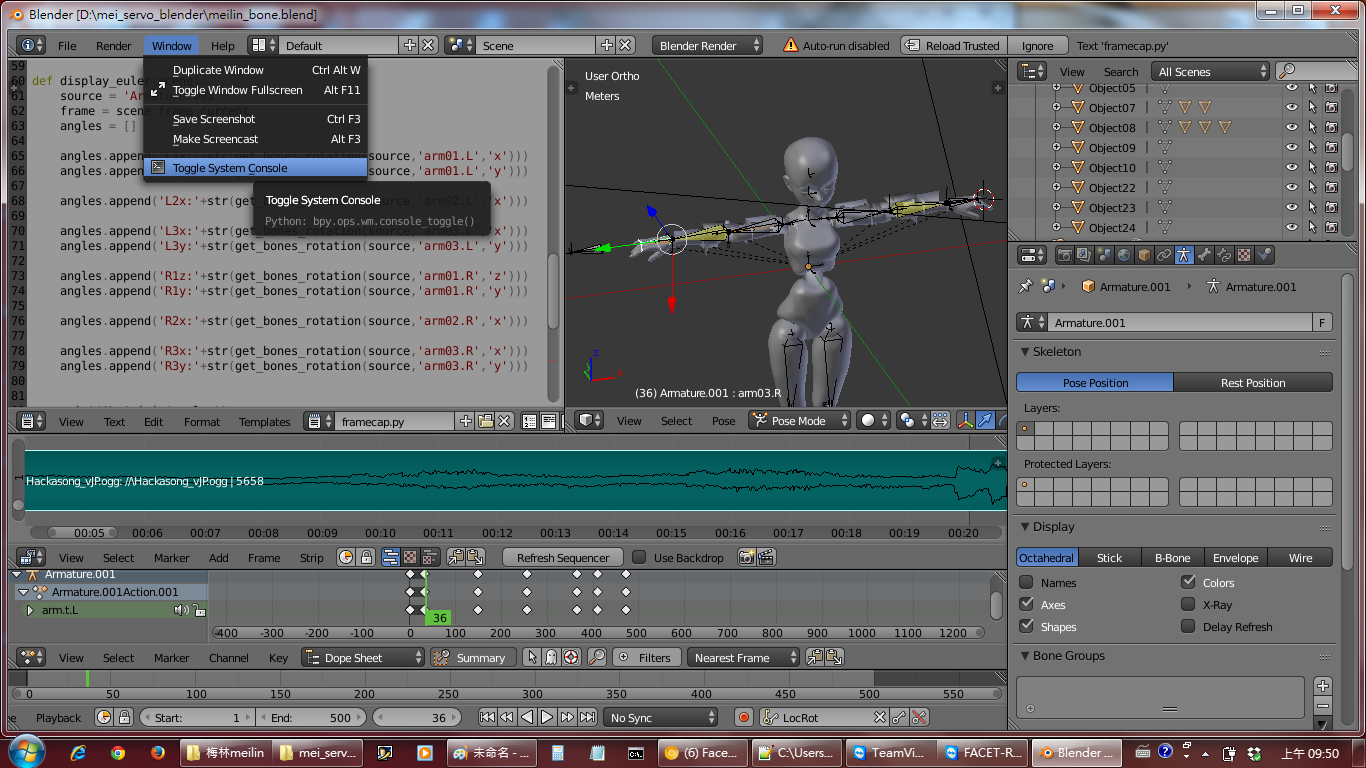 Blender [D:\mei_servo_blender\meilin_bone.blend]
File Render Window Help Default Scene Blender Render Auto-run disabled Reload Trusted Ignore Text 'framecap.py'
Duplicate Window Ctrl Alt W
Toggle Window Fullscreen Alt F11
Save Screenshot Ctrl F3
Make Screencast Alt F3
Toggle System Console
Toggle System Console
Python: bpy.ops.wm.console_toggle()
59
60 def display_euler
61 source = 'Ar
62 frame = scene.frame_current
63 angles = []
64
65 angles.append source,'arm01.L','x')))
66 angles.append source,'arm01.L','y')))
67
68 angles.append('L2x:'+st source,'arm02.L','x')))
69
70 angles.append('L3x:'+st source,'arm03.L','x')))
71 angles.append('L3y:'+str(get_bones_rotation(source,'arm03.L','y')))
72
73 angles.append('R1z:'+str(get_bones_rotation(source,'arm01.R','z')))
74 angles.append('R1y:'+str(get_bones_rotation(source,'arm01.R','y')))
75
76 angles.append('R2x:'+str(get_bones_rotation(source,'arm02.R','x')))
77
78 angles.append('R3x:'+str(get_bones_rotation(source,'arm03.R','x')))
79 angles.append('R3y:'+str(get_bones_rotation(source,'arm03.R','y')))
80
81
View Text Edit Format Templates framecap.py
User Ortho
Meters
z
x
(36) Armature.001 : arm03.R
View Select Pose Pose Mode
View Search All Scenes
Object05
Object07
Object08
Object09
Object10
Object22
Object23
Object24
Armature.001 Armature.001
Armature.001 F
Skeleton
Pose Position Rest Position
Layers:
Protected Layers:
Display
Octahedral Stick B-Bone Envelope Wire
Names Colors
Axes X-Ray
Shapes Delay Refresh
Bone Groups
1
Hackasong_vJP.ogg: //\Hackasong_vJP.ogg | 5658
00:05 00:06 00:07 00:08 00:09 00:10 00:11 00:12 00:13 00:14 00:15 00:16 00:17 00:18 00:19 00:20
View Select Marker Add Frame Strip Refresh Sequencer Use Backdrop
Armature.001
Armature.001Action.001
arm.t.L
36
-400 -300 -200 -100 0 100 200 300 400 500 600 700 800 900 1000 1100 1200
View Select Marker Channel Key Dope Sheet Summary Filters Nearest Frame
0 50 100 150 200 250 300 350 400 450 500 550
Playback Start: 1 End: 500 36 No Sync LocRot
梅林meilin mei_serv... 未命名 - ... (6) Face... C:\Users... TeamVi... FACET-R... Blender ... 上午 09:50